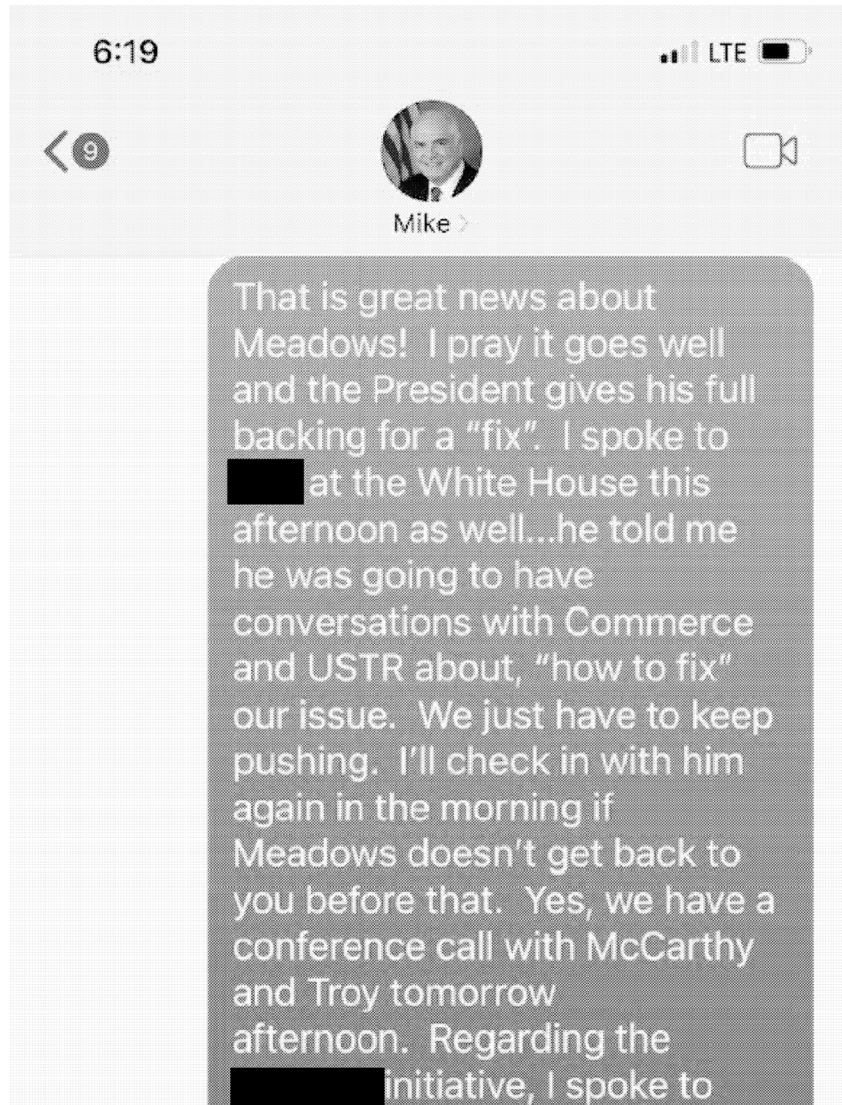 6:19
LTE
9
Mike
That is great news about
Meadows!  I pray it goes well
and the President gives his full
backing for a “fix”.  I spoke to
at the White House this
afternoon as well...he told me
he was going to have
conversations with Commerce
and USTR about, “how to fix”
our issue.  We just have to keep
pushing.  I’ll check in with him
again in the morning if
Meadows doesn’t get back to
you before that.  Yes, we have a
conference call with McCarthy
and Troy tomorrow
afternoon.  Regarding the
initiative, I spoke to